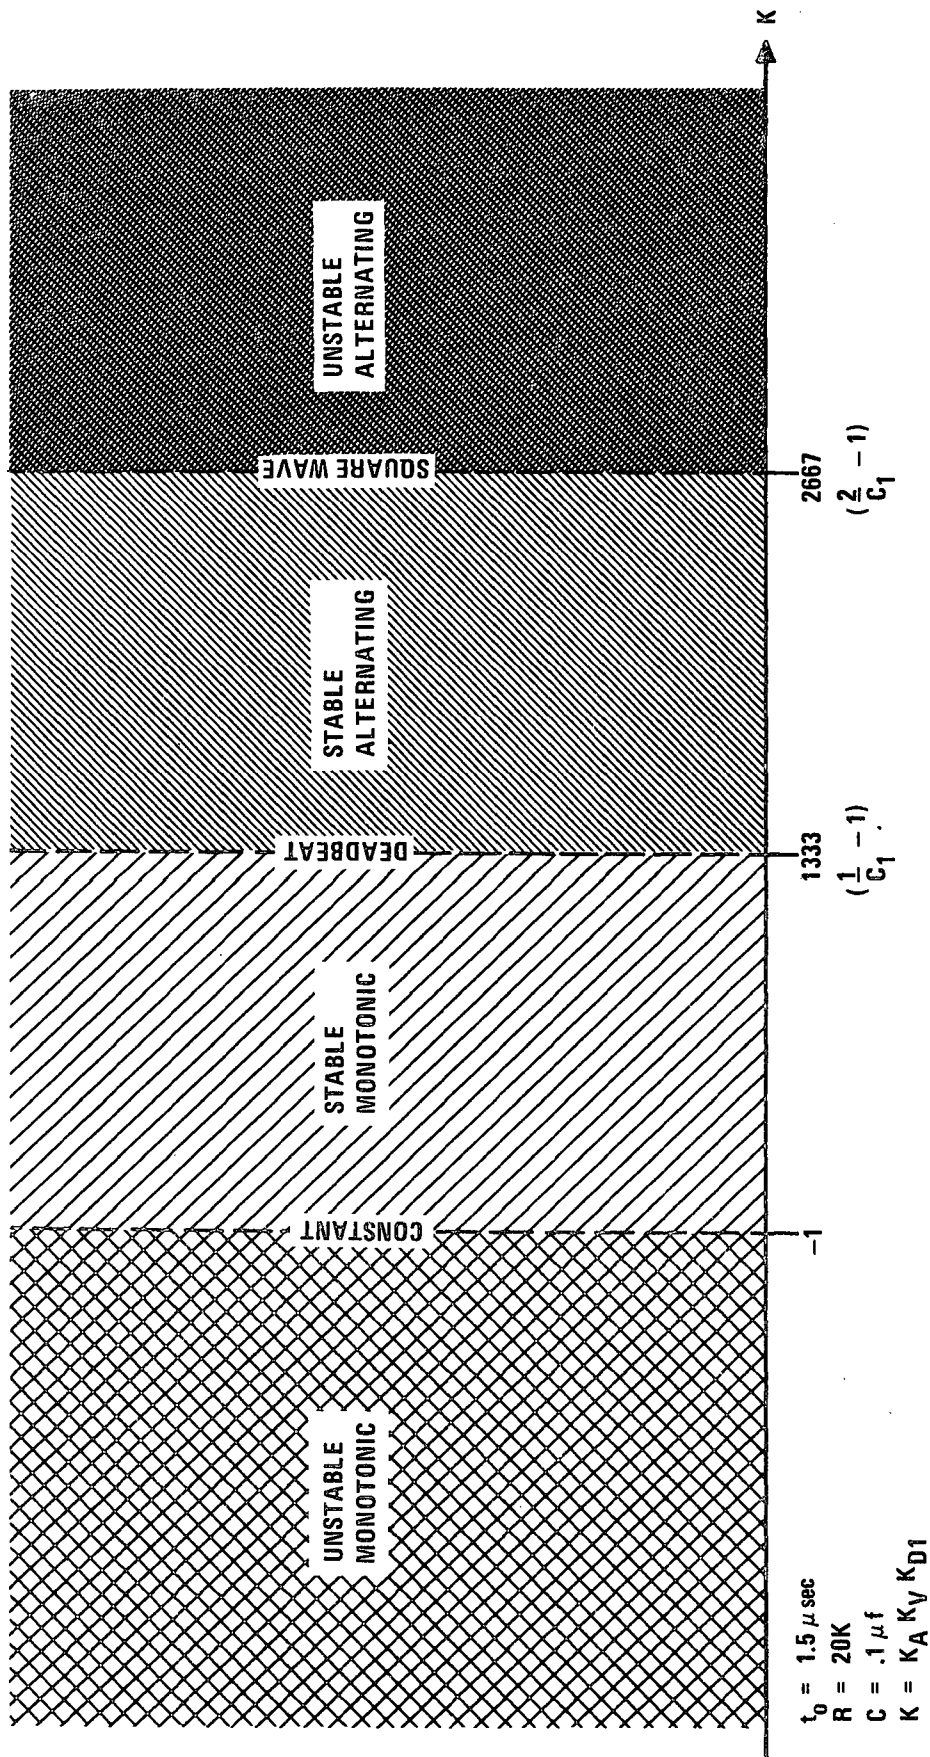 UNSTABLE
MONOTONIC
CONSTANT
STABLE
MONOTONIC
DEADBEAT
STABLE
ALTERNATING
SQUARE WAVE
UNSTABLE
ALTERNATING
K
-1
1333
(1/C₁ - 1)
2667
(2/C₁ - 1)
t₀ = 1.5 μ sec
R = 20K
C = .1 μ f
K = K_A K_V K_D1